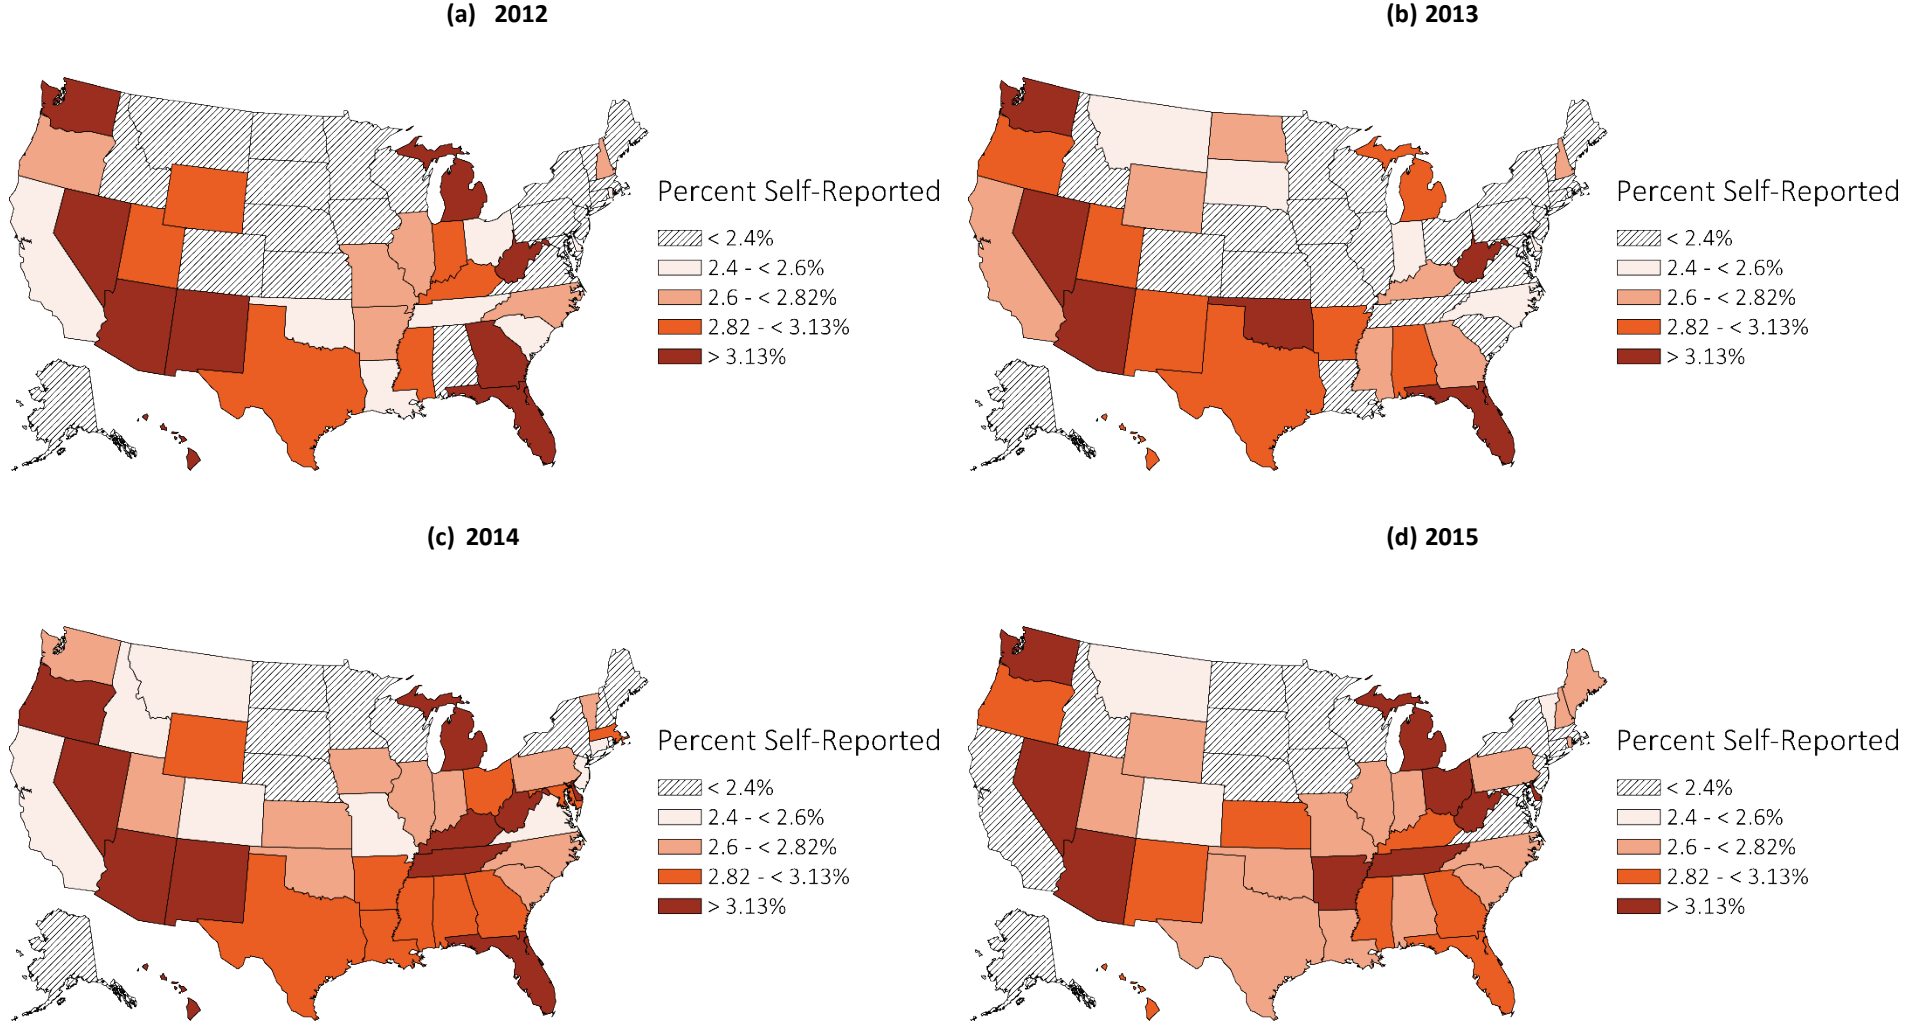 (a) 2012
Percent Self-Reported
< 2.4%
2.4 - < 2.6%
2.6 - < 2.82%
2.82 - < 3.13%
> 3.13%
(b) 2013
Percent Self-Reported
< 2.4%
2.4 - < 2.6%
2.6 - < 2.82%
2.82 - < 3.13%
> 3.13%
(c) 2014
Percent Self-Reported
< 2.4%
2.4 - < 2.6%
2.6 - < 2.82%
2.82 - < 3.13%
> 3.13%
(d) 2015
Percent Self-Reported
< 2.4%
2.4 - < 2.6%
2.6 - < 2.82%
2.82 - < 3.13%
> 3.13%